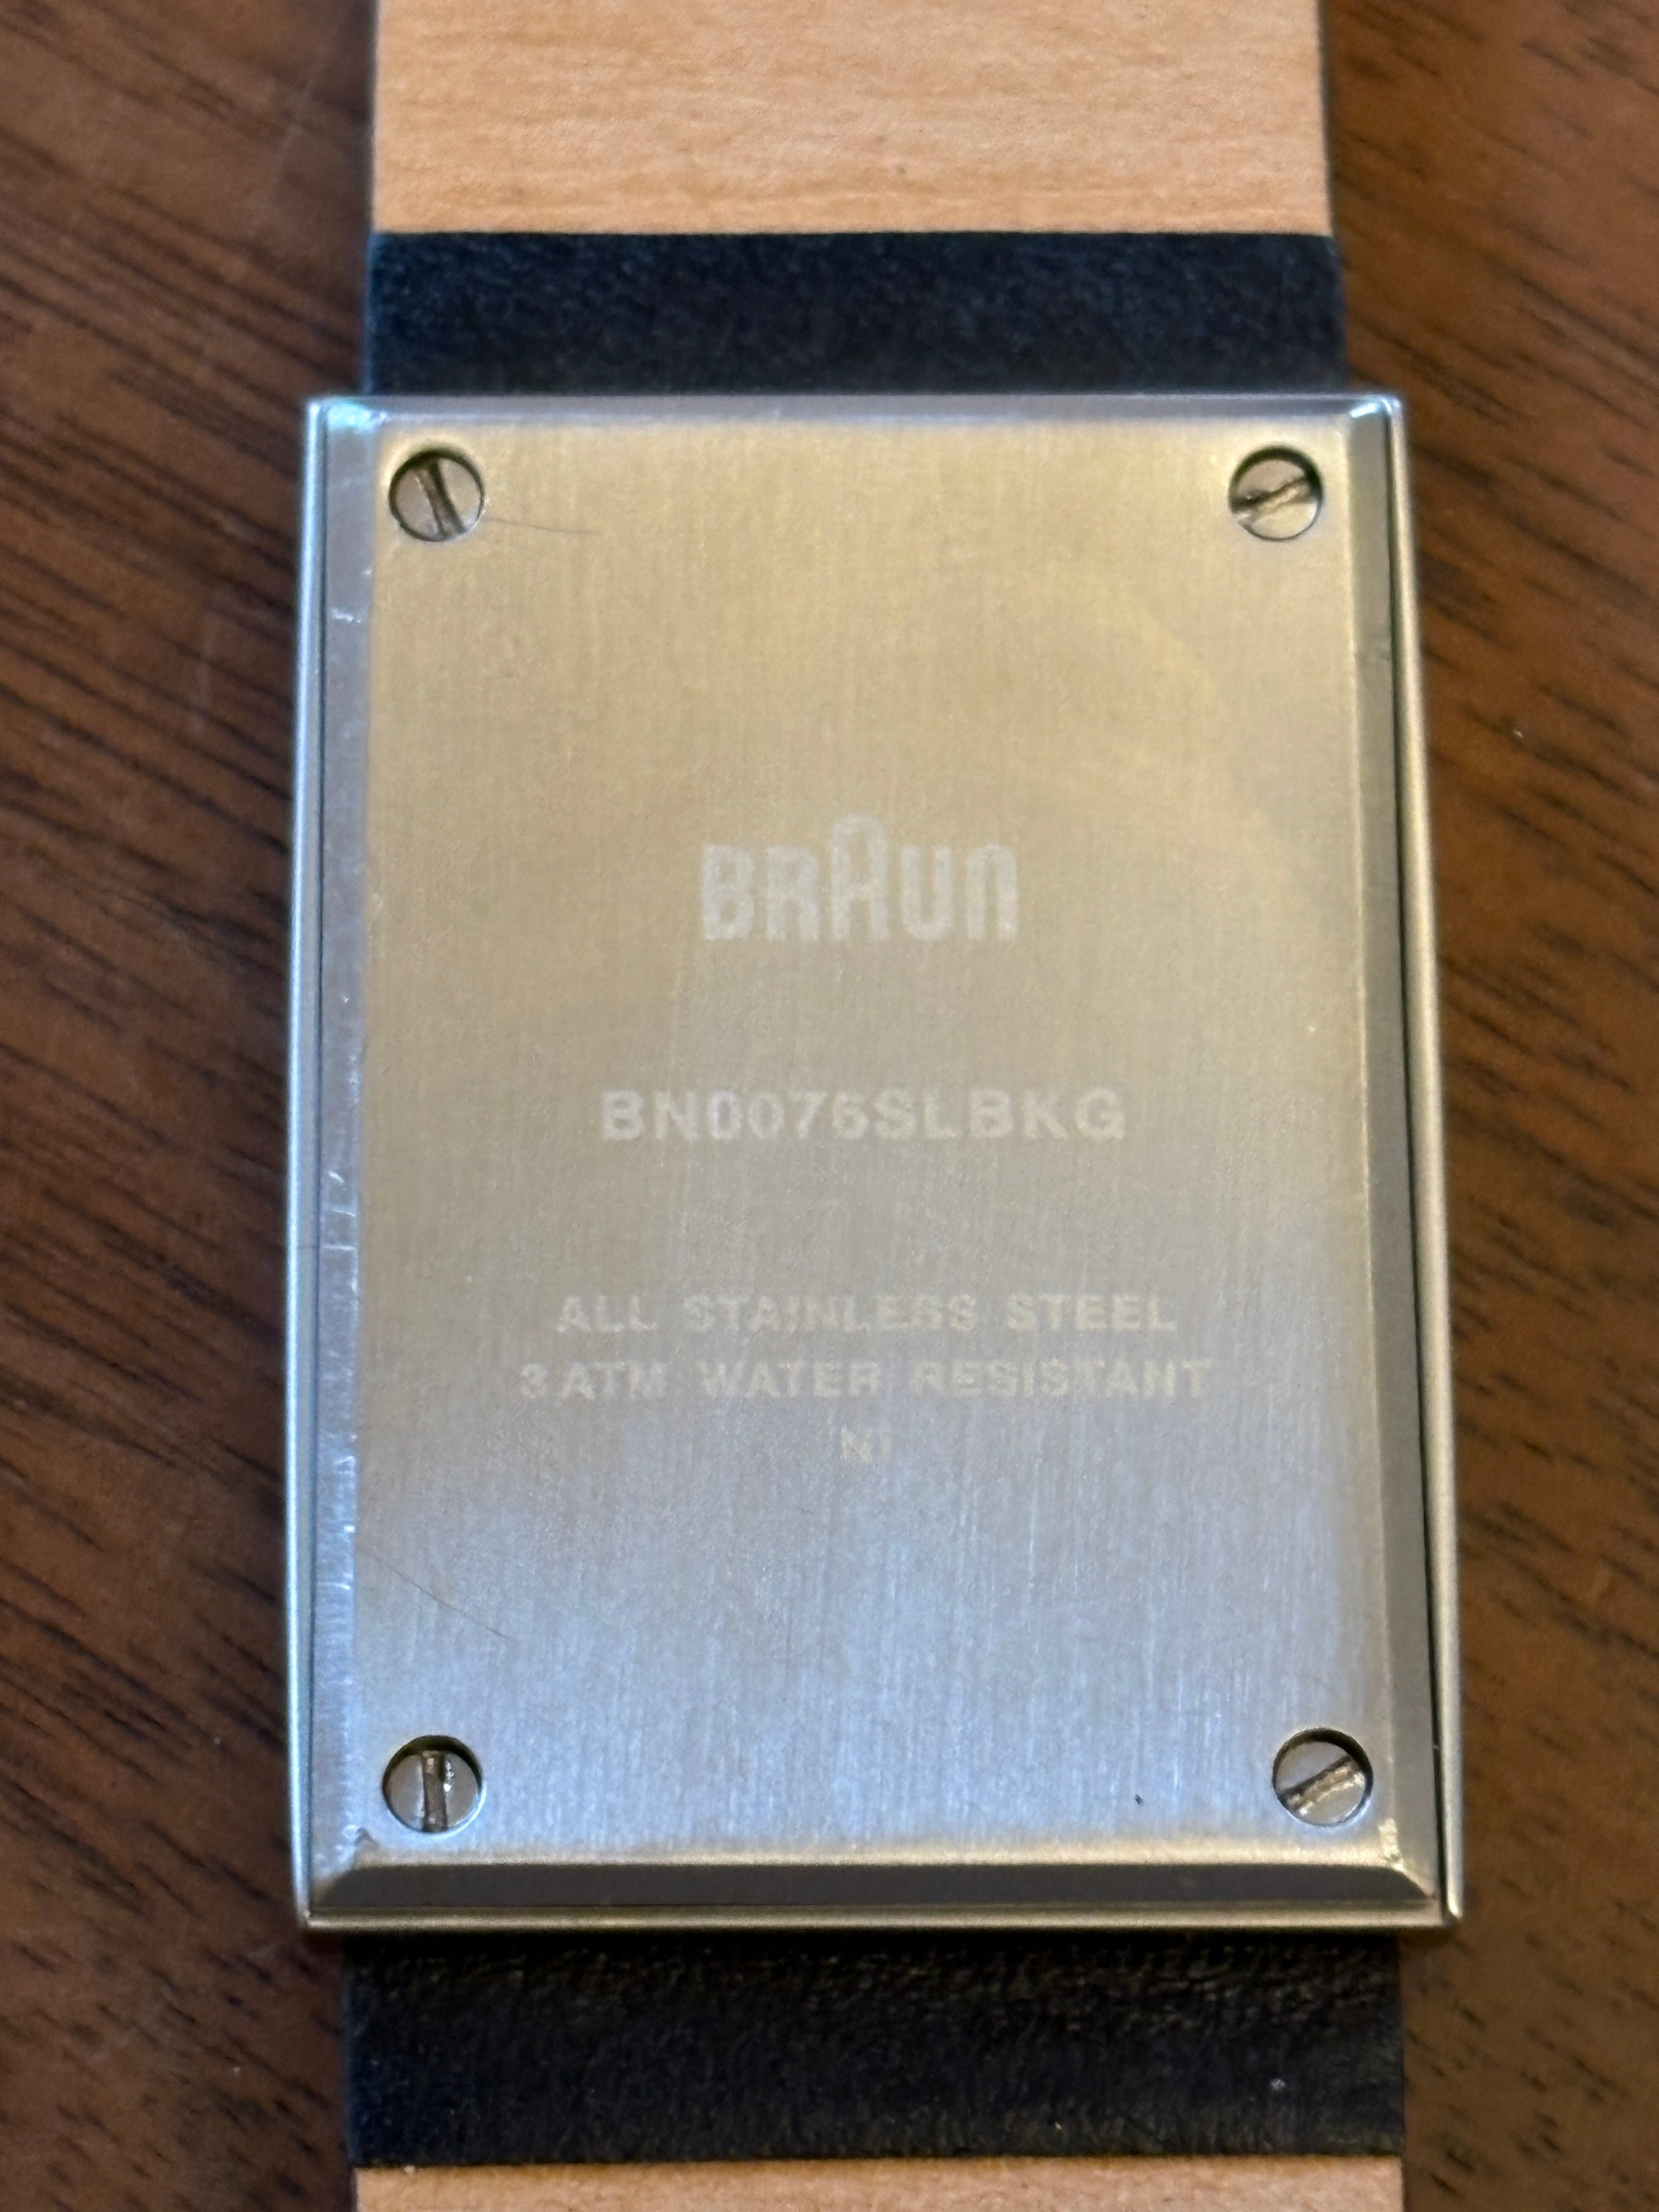 BRAUN
BN0076SLBKG
ALL STAINLESS STEEL
3 ATM WATER RESISTANT